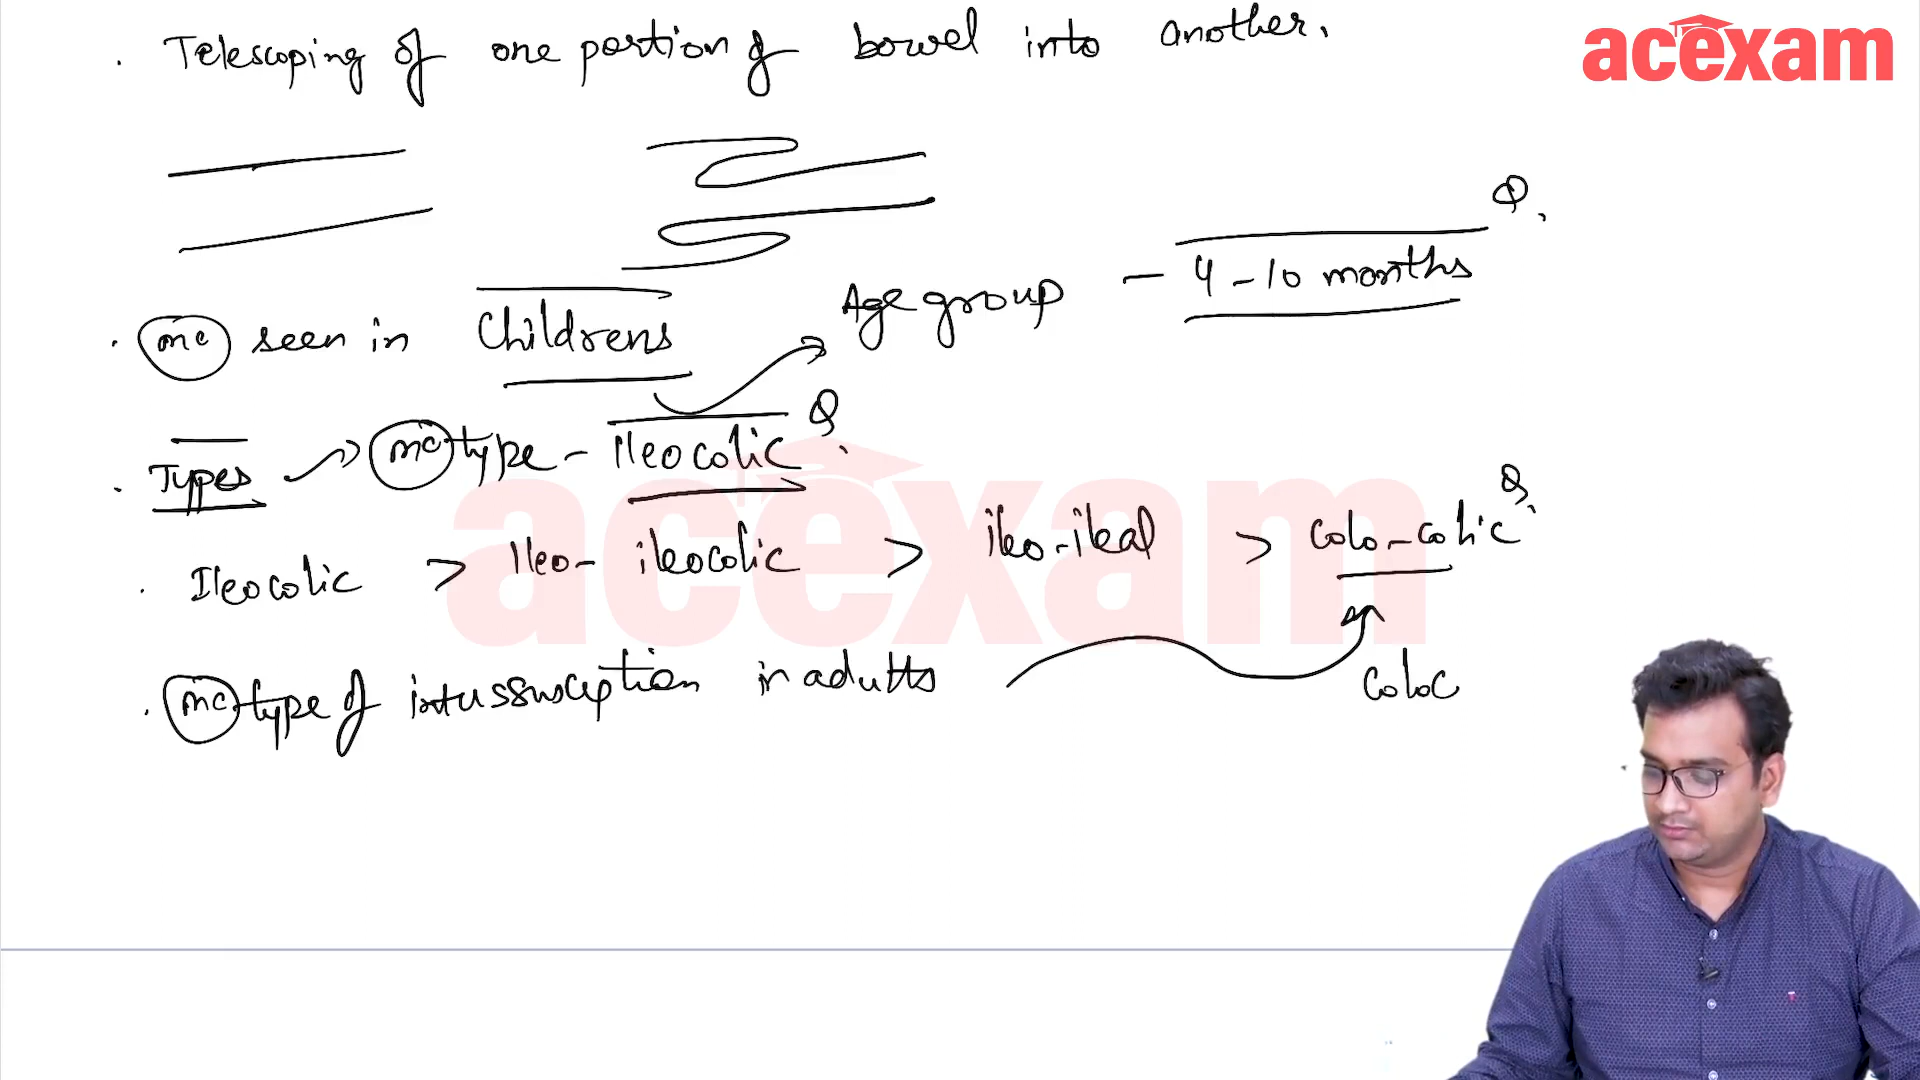 . Telescoping of one portion of bowel into another.
acexam
Q.
. mc seen in Childrens
Age group - 4-10 months
. Types → mc type - Ileocolic Q.
. Ileocolic > Ileo-ileocolic > ileo-ileal > colo-colic Q.
acexam
. mc type of intussusception in adults
coloc